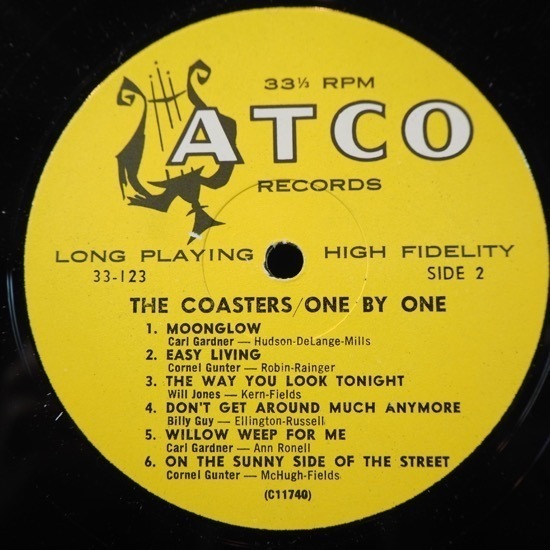 33⅓ RPM
ATCO
RECORDS
LONG PLAYING HIGH FIDELITY
33-123 SIDE 2
THE COASTERS/ONE BY ONE
1. MOONGLOW
Carl Gardner — Hudson-DeLange-Mills
2. EASY LIVING
Cornel Gunter — Robin-Rainger
3. THE WAY YOU LOOK TONIGHT
Will Jones — Kern-Fields
4. DON'T GET AROUND MUCH ANYMORE
Billy Guy — Ellington-Russell
5. WILLOW WEEP FOR ME
Carl Gardner — Ann Ronell
6. ON THE SUNNY SIDE OF THE STREET
Cornel Gunter — McHugh-Fields
(C11740)